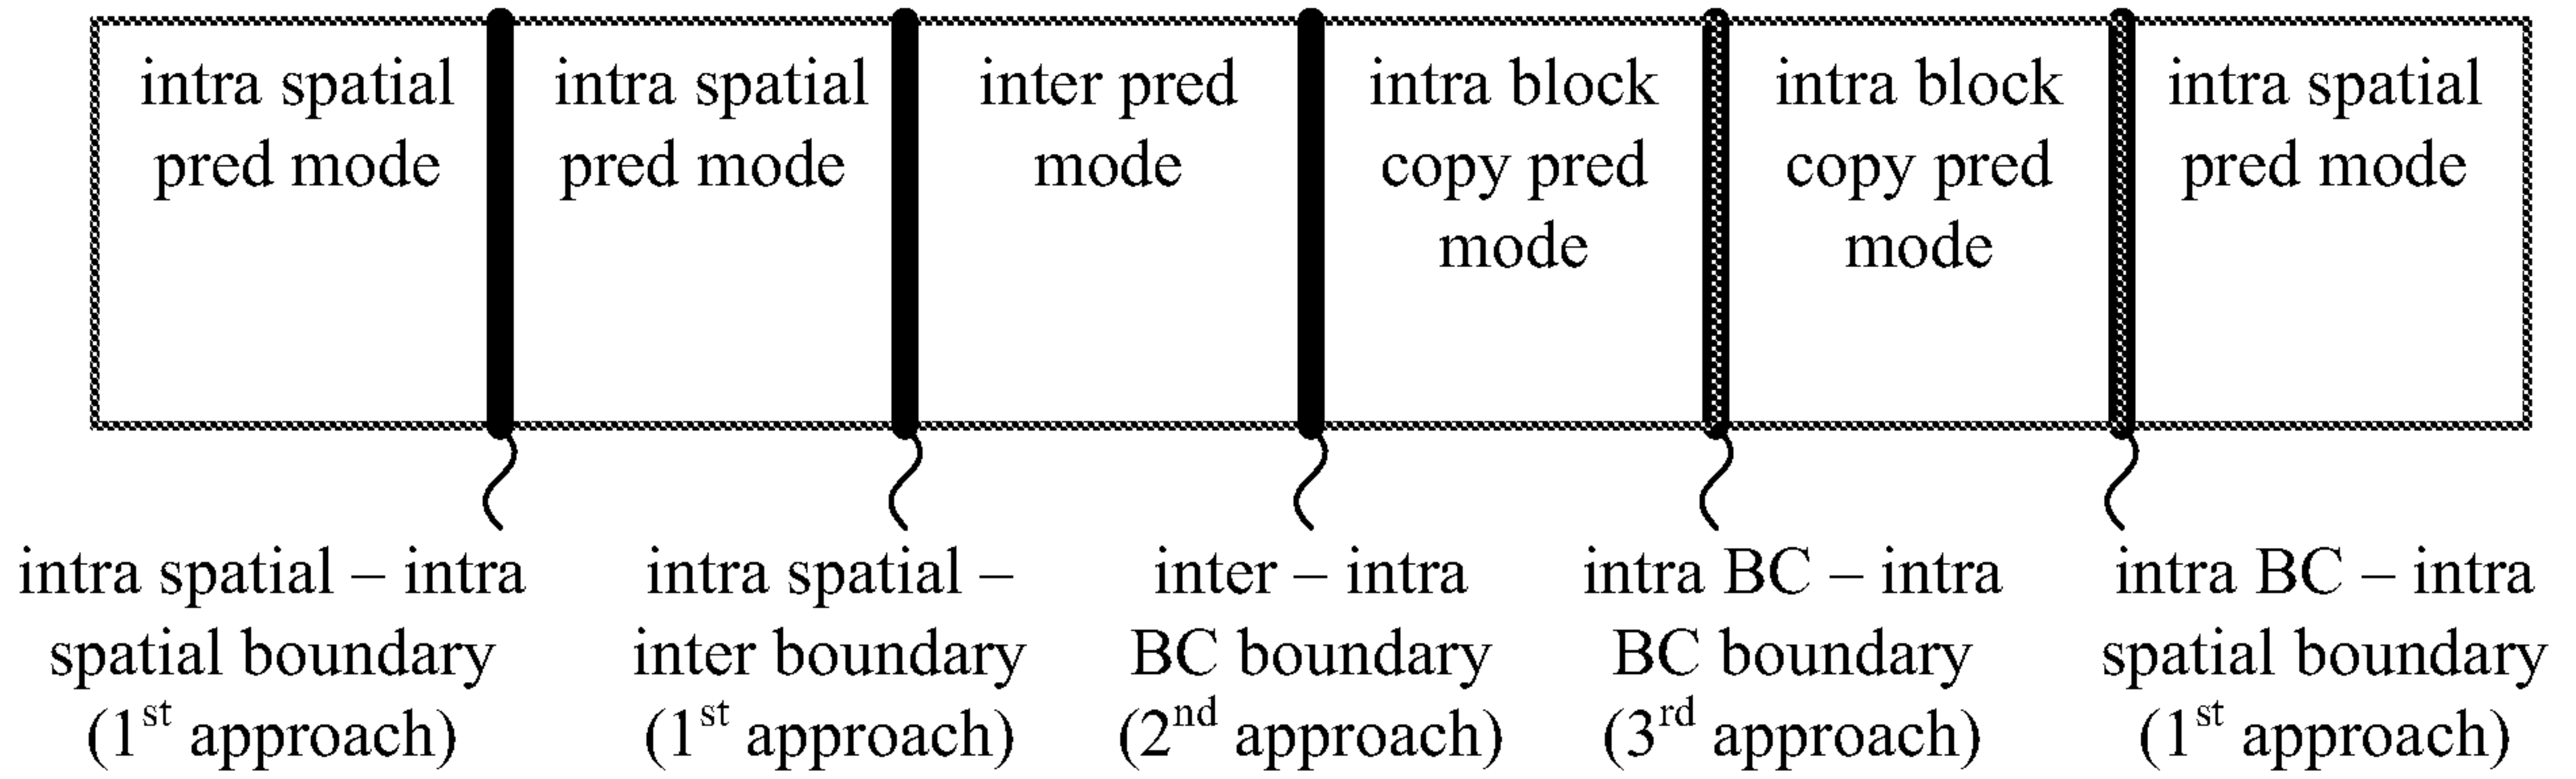 intra spatial
pred mode
intra spatial
pred mode
inter pred
mode
intra block
copy pred
mode
intra block
copy pred
mode
intra spatial
pred mode
intra spatial – intra
spatial boundary
(1st approach)
intra spatial –
inter boundary
(1st approach)
inter – intra
BC boundary
(2nd approach)
intra BC – intra
BC boundary
(3rd approach)
intra BC – intra
spatial boundary
(1st approach)